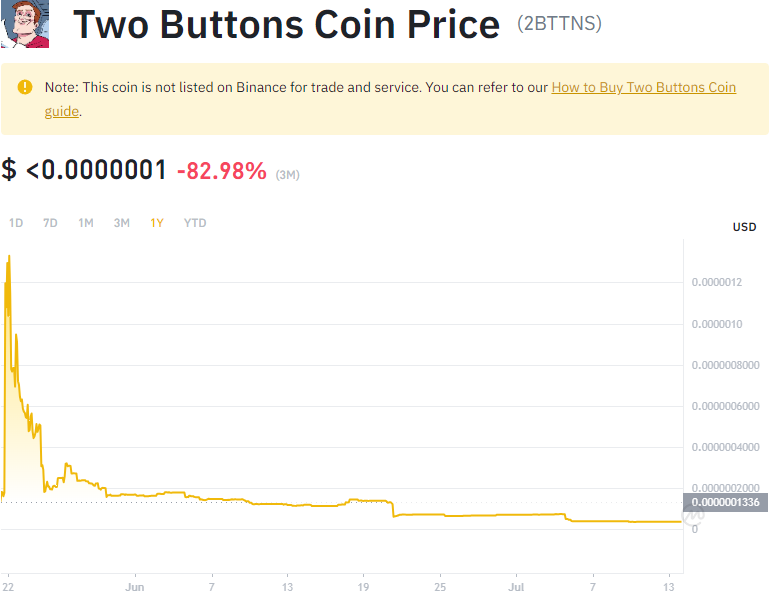 Two Buttons Coin Price (2BTTNS)
Note: This coin is not listed on Binance for trade and service. You can refer to our How to Buy Two Buttons Coin
guide.
$ <0.0000001 -82.98% (3M)
1D 7D 1M 3M 1Y YTD
USD
0.0000012
0.0000010
0.0000008000
0.0000006000
0.0000004000
0.0000002000
0.0000001336
0
22 Jun 7 13 19 25 Jul 7 13